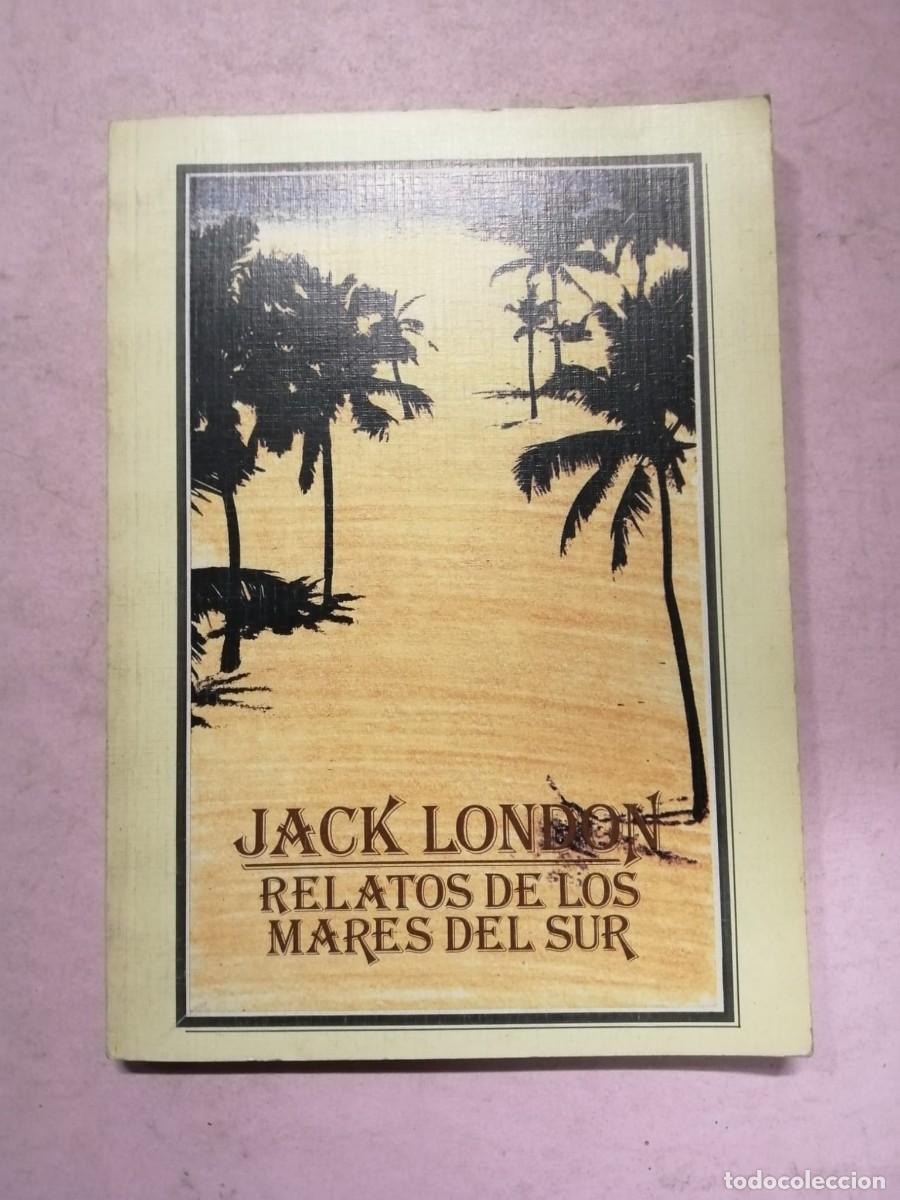 JACK LONDON
RELATOS DE LOS
MARES DEL SUR
todocoleccion